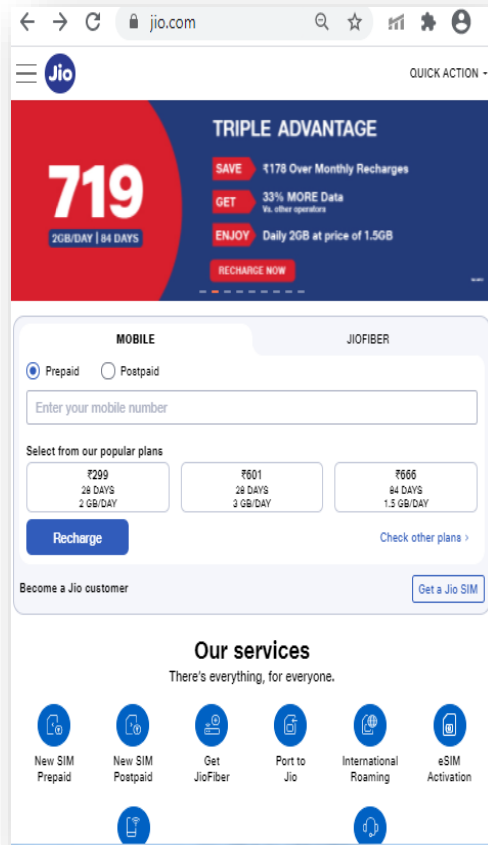 jio.com
Jio
QUICK ACTION
TRIPLE ADVANTAGE
719
2GB/DAY | 84 DAYS
SAVE ₹178 Over Monthly Recharges
GET 33% MORE Data
Vs. other operators
ENJOY Daily 2GB at price of 1.5GB
RECHARGE NOW
MOBILE JIOFIBER
Prepaid Postpaid
Enter your mobile number
Select from our popular plans
₹299 ₹601 ₹666
28 DAYS 28 DAYS 84 DAYS
2 GB/DAY 3 GB/DAY 1.5 GB/DAY
Recharge Check other plans >
Become a Jio customer Get a Jio SIM
Our services
There's everything, for everyone.
New SIM New SIM Get Port to International eSIM
Prepaid Postpaid JioFiber Jio Roaming Activation